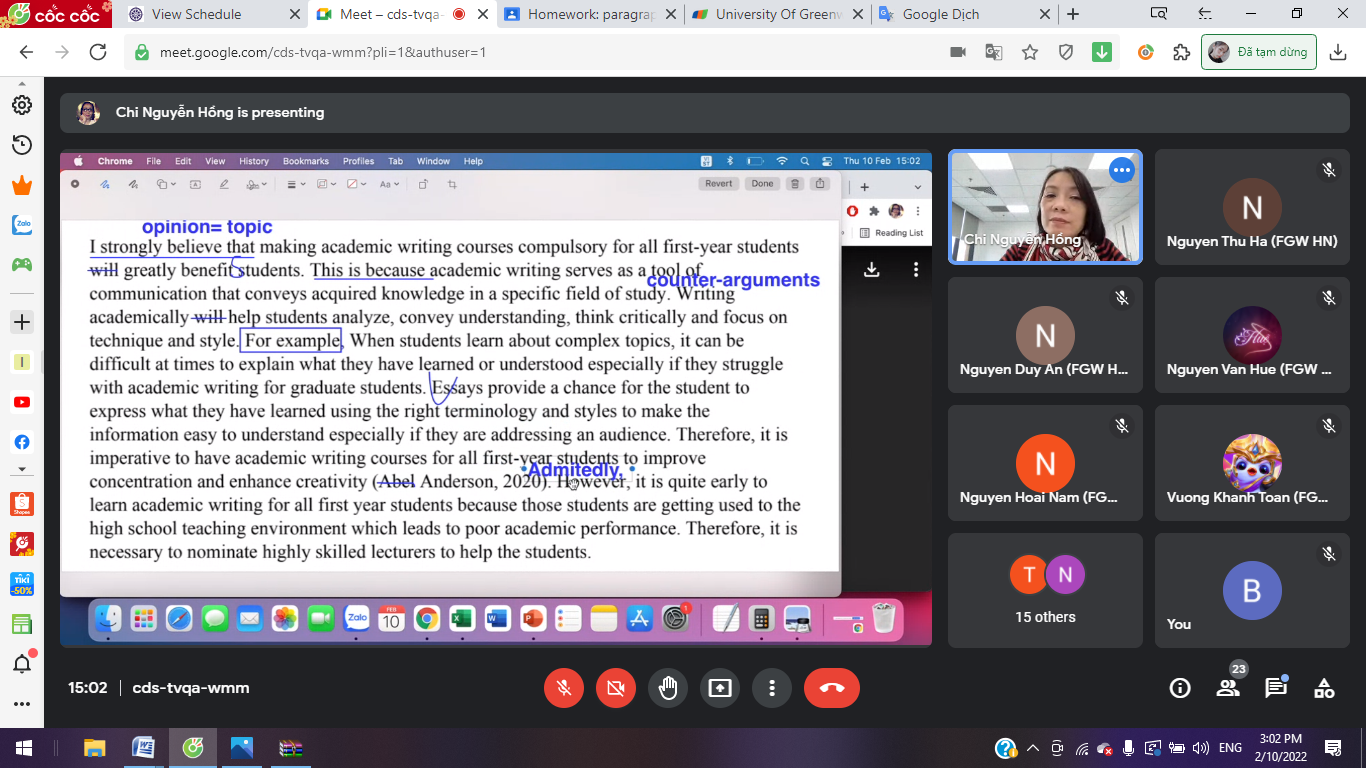 cốc cốc
View Schedule
Meet – cds-tvqa-
Homework: paragrap
University Of Greenw
Google Dịch
meet.google.com/cds-tvqa-wmm?pli=1&authuser=1
Đã tạm dừng
Chi Nguyễn Hồng is presenting
Chrome File Edit View History Bookmarks Profiles Tab Window Help
Thu 10 Feb 15:02
Aa
Revert Done
Reading List
opinion= topic
I strongly believe that making academic writing courses compulsory for all first-year students
will greatly benefit students. This is because academic writing serves as a tool of
counter-arguments
communication that conveys acquired knowledge in a specific field of study. Writing
academically will help students analyze, convey understanding, think critically and focus on
technique and style. For example, When students learn about complex topics, it can be
difficult at times to explain what they have learned or understood especially if they struggle
with academic writing for graduate students. Essays provide a chance for the student to
express what they have learned using the right terminology and styles to make the
information easy to understand especially if they are addressing an audience. Therefore, it is
imperative to have academic writing courses for all first-year students to improve
Admitedly,
concentration and enhance creativity (Abel Anderson, 2020). However, it is quite early to
learn academic writing for all first year students because those students are getting used to the
high school teaching environment which leads to poor academic performance. Therefore, it is
necessary to nominate highly skilled lecturers to help the students.
Chi Nguyễn Hồng
N
Nguyen Thu Ha (FGW HN)
N
Nguyen Duy An (FGW H...
Nguyen Van Hue (FGW ...
N
Nguyen Hoai Nam (FG...
Vuong Khanh Toan (FG...
T N
15 others
B
You
Zalo
FEB
10
1
15:02 | cds-tvqa-wmm
23
Zalo
I
Shopee
TIKI
-50%
ENG
3:02 PM
2/10/2022